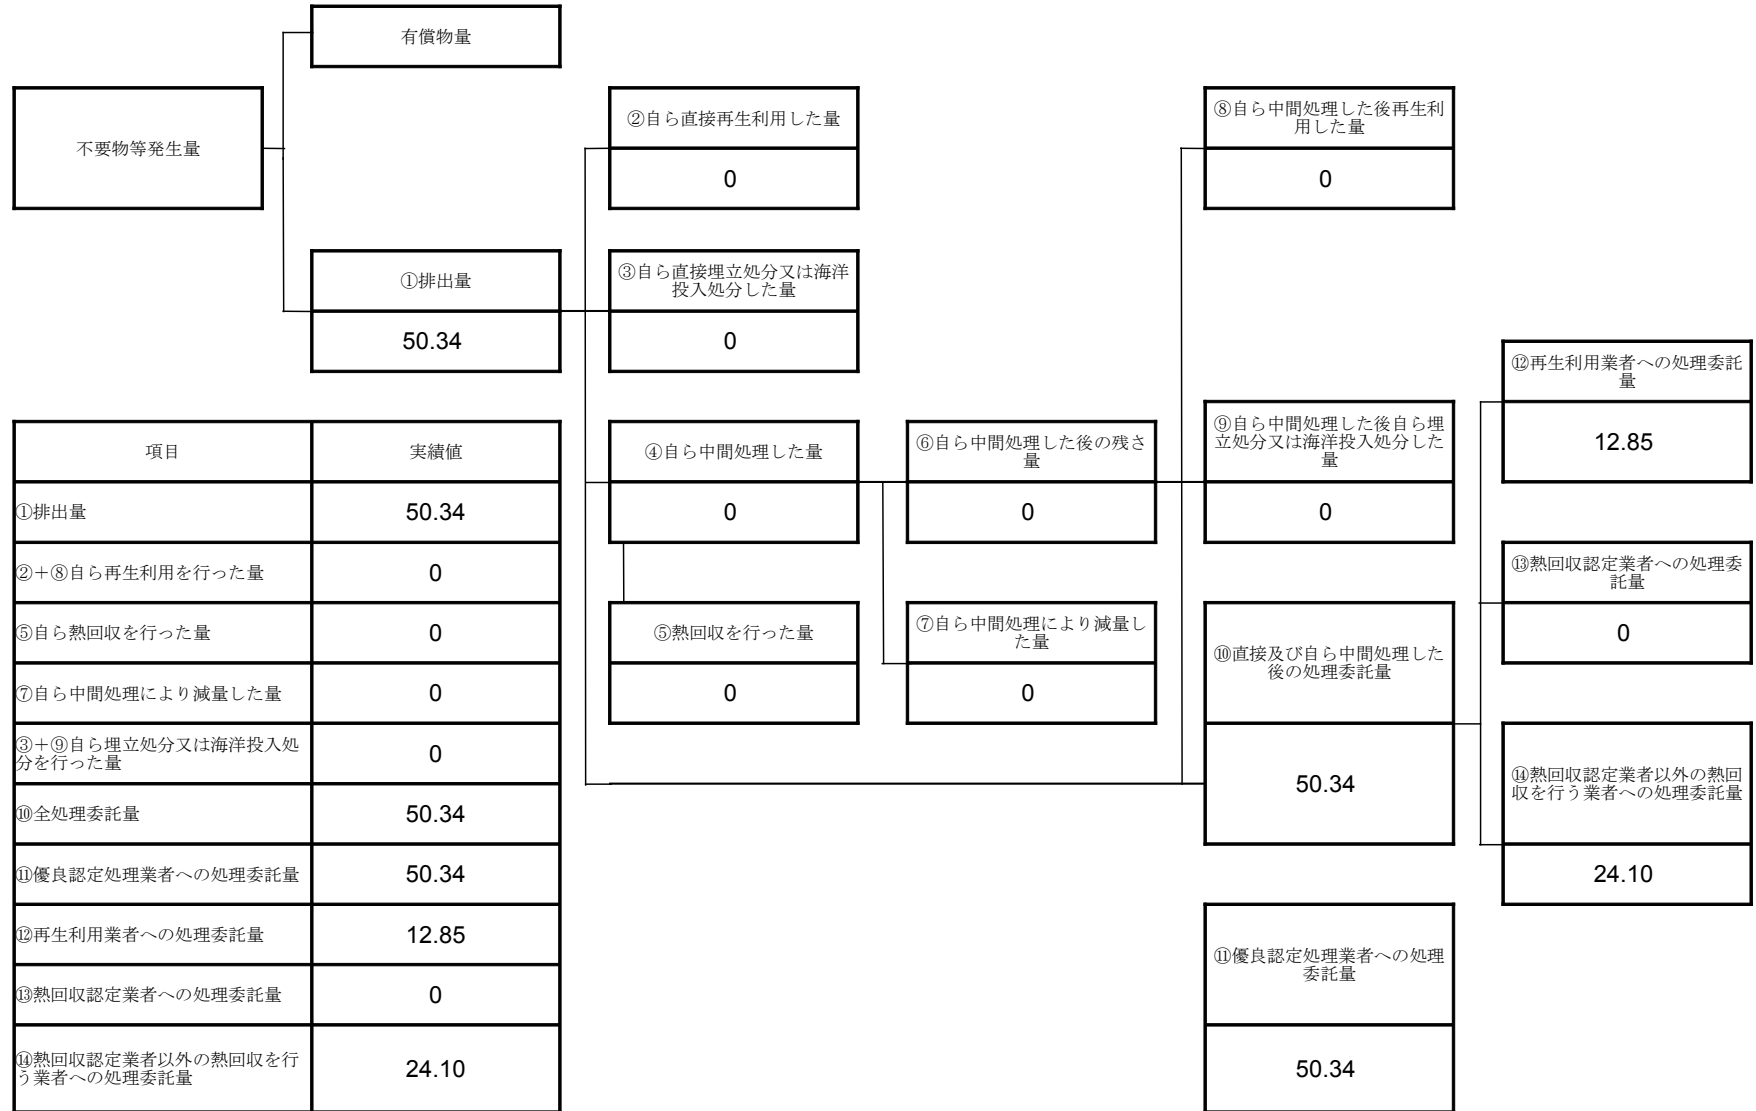 有償物量
不要物等発生量
②自ら直接再生利用した量
0
⑧自ら中間処理した後再生利
用した量
0
①排出量
50.34
③自ら直接埋立処分又は海洋
投入処分した量
0
④自ら中間処理した量
0
⑥自ら中間処理した後の残さ
量
0
⑨自ら中間処理した後自ら埋
立処分又は海洋投入処分した
量
0
⑫再生利用業者への処理委託
量
12.85
⑤熱回収を行った量
0
⑦自ら中間処理により減量し
た量
0
⑩直接及び自ら中間処理した
後の処理委託量
50.34
⑬熱回収認定業者への処理委
託量
0
⑭熱回収認定業者以外の熱回
収を行う業者への処理委託量
24.10
⑪優良認定処理業者への処理
委託量
50.34
項目 実績値
①排出量 50.34
②＋⑧自ら再生利用を行った量 0
⑤自ら熱回収を行った量 0
⑦自ら中間処理により減量した量 0
③＋⑨自ら埋立処分又は海洋投入処
分を行った量 0
⑩全処理委託量 50.34
⑪優良認定処理業者への処理委託量 50.34
⑫再生利用業者への処理委託量 12.85
⑬熱回収認定業者への処理委託量 0
⑭熱回収認定業者以外の熱回収を行
う業者への処理委託量 24.10